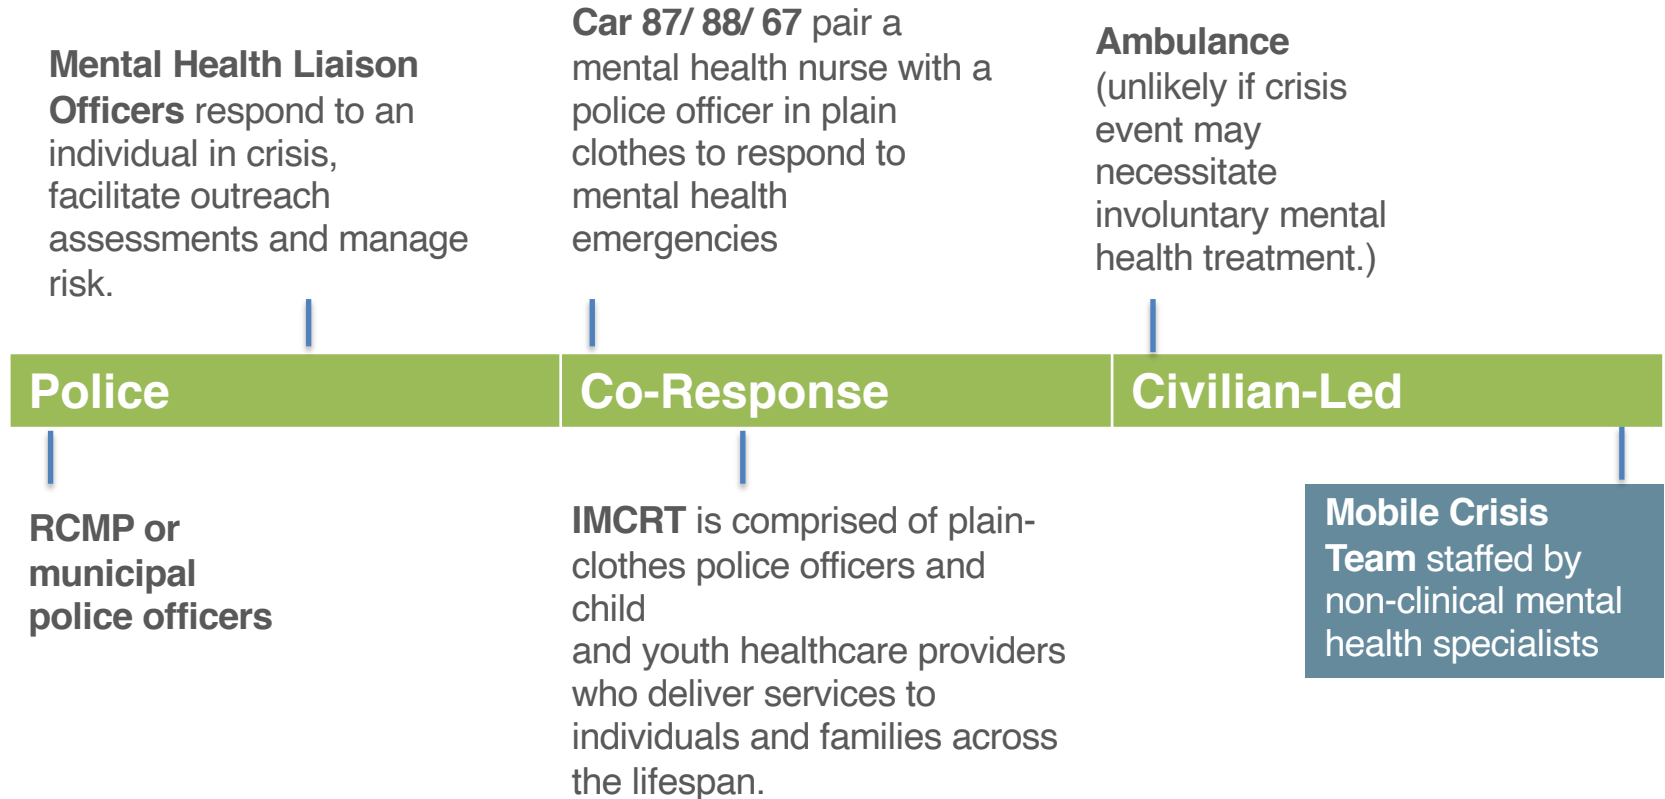 Mental Health Liaison
Officers respond to an
individual in crisis,
facilitate outreach
assessments and manage
risk.
Car 87/ 88/ 67 pair a
mental health nurse with a
police officer in plain
clothes to respond to
mental health
emergencies
Ambulance
(unlikely if crisis
event may
necessitate
involuntary mental
health treatment.)
Police
Co-Response
Civilian-Led
RCMP or
municipal
police officers
IMCRT is comprised of plain-
clothes police officers and
child
and youth healthcare providers
who deliver services to
individuals and families across
the lifespan.
Mobile Crisis
Team staffed by
non-clinical mental
health specialists